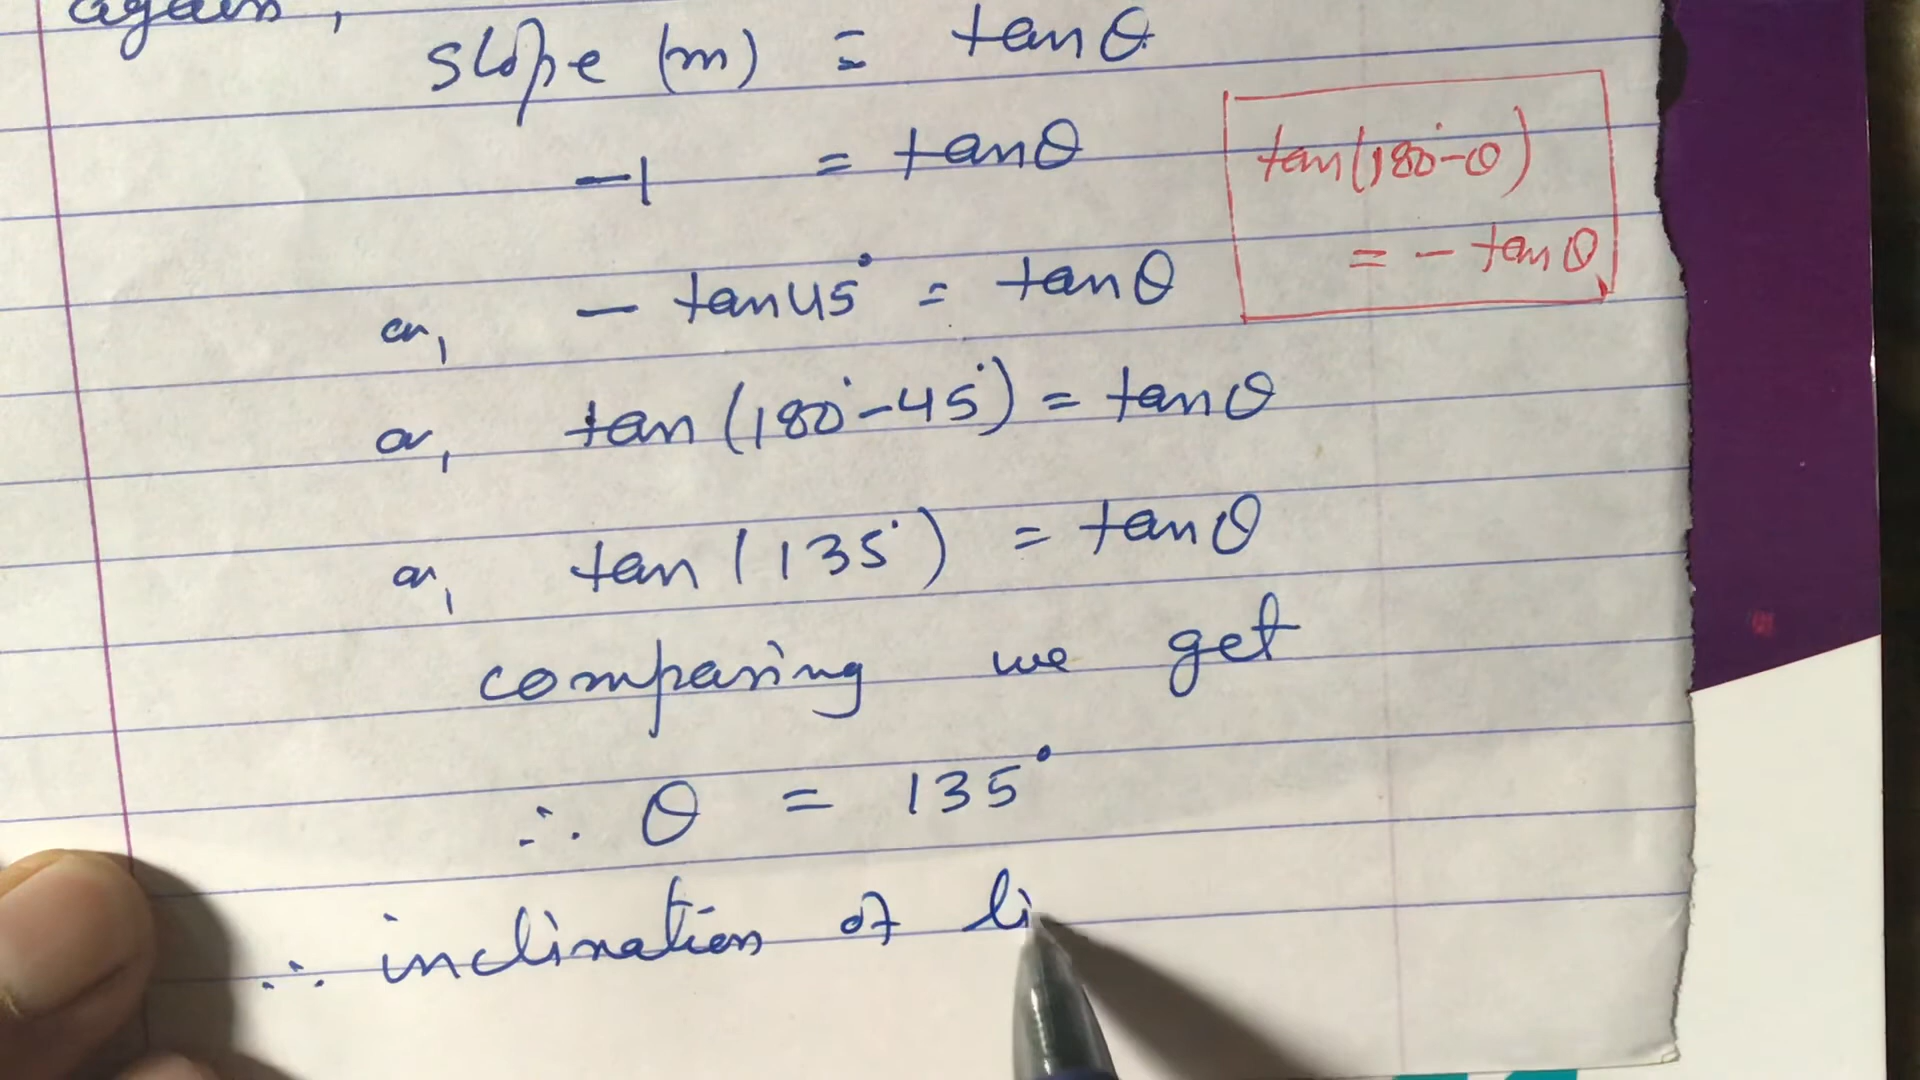 again,
slope (m) = tanθ
-1 = tanθ
or, - tan45° = tanθ
or, tan(180°-45°) = tanθ
or, tan(135°) = tanθ
comparing we get
∴ θ = 135°
∴ inclination of li
tan(180°-θ)
= - tanθ